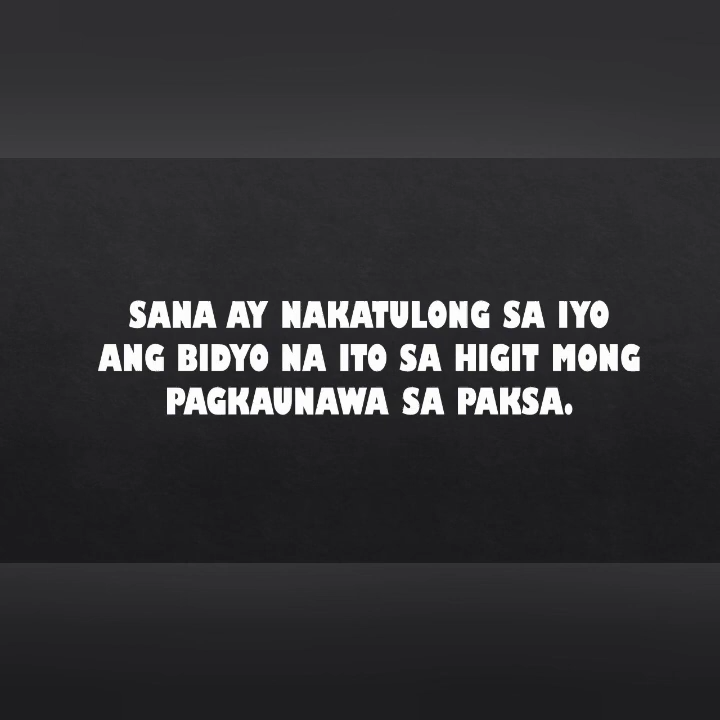 SANA AY NAKATULONG SA IYO
ANG BIDYO NA ITO SA HIGIT MONG
PAGKAUNAWA SA PAKSA.